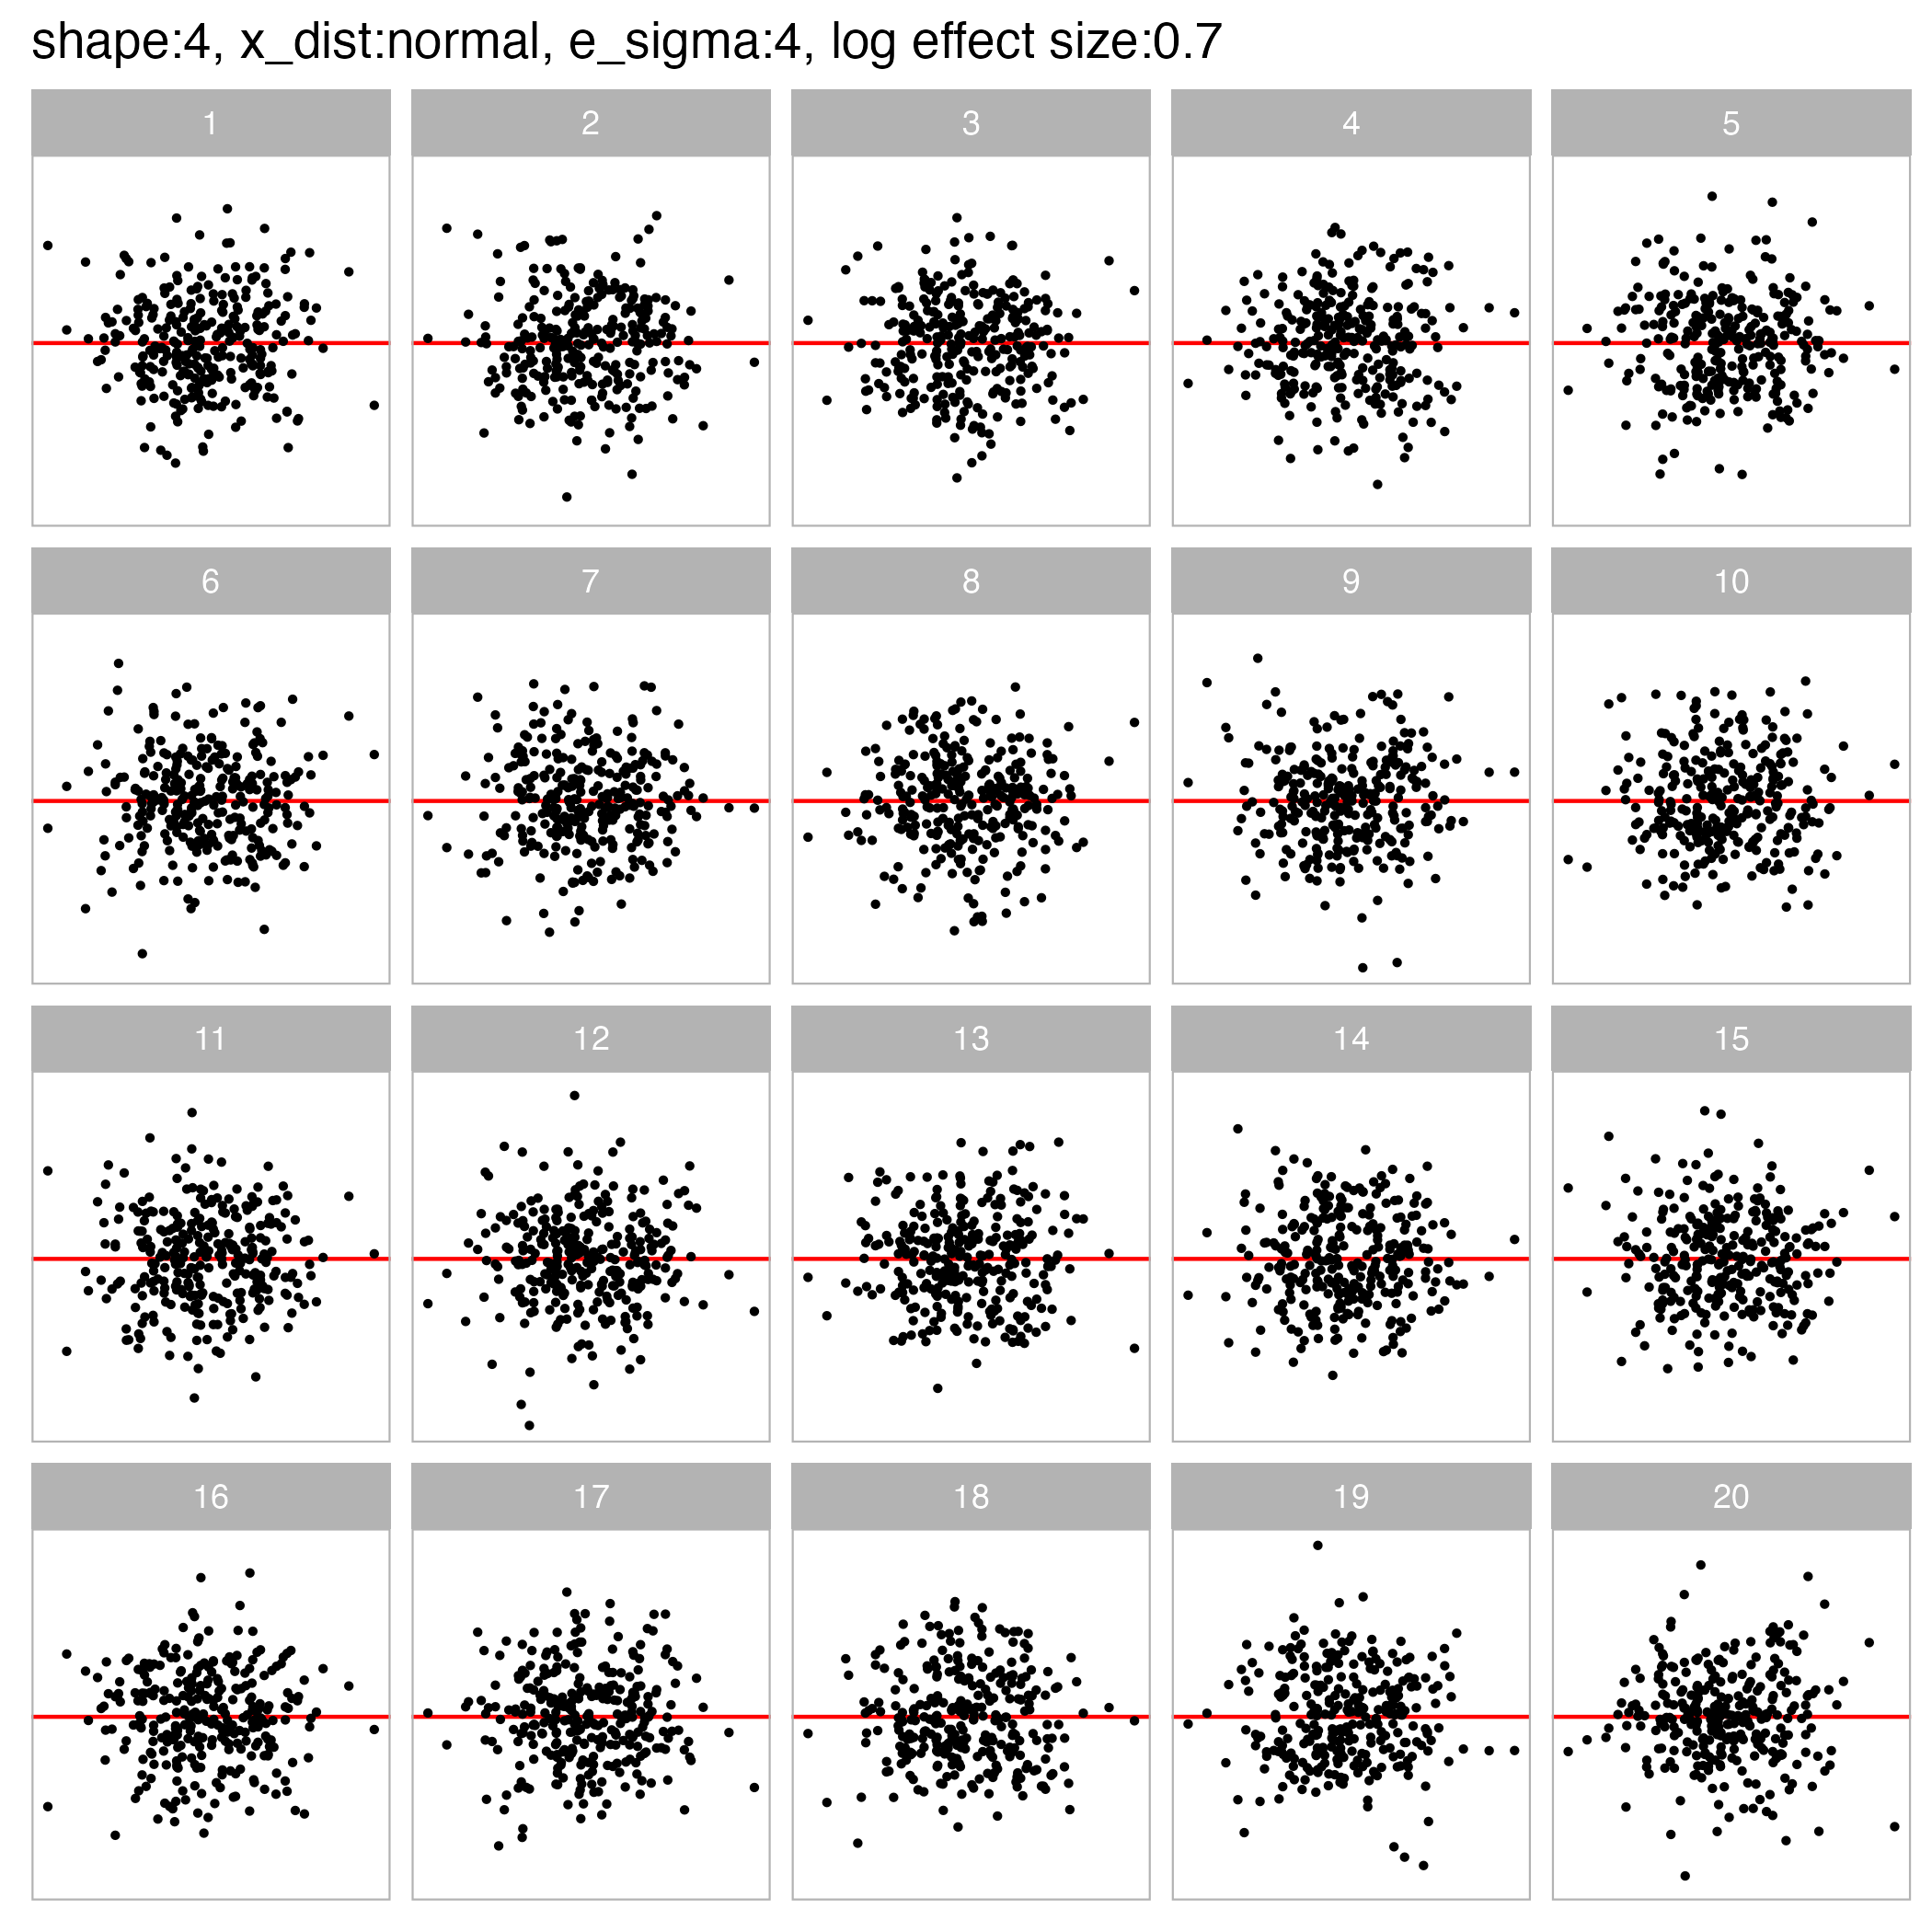 shape:4, x_dist:normal, e_sigma:4, log effect size:0.7
1 2 3 4 5
6 7 8 9 10
11 12 13 14 15
16 17 18 19 20